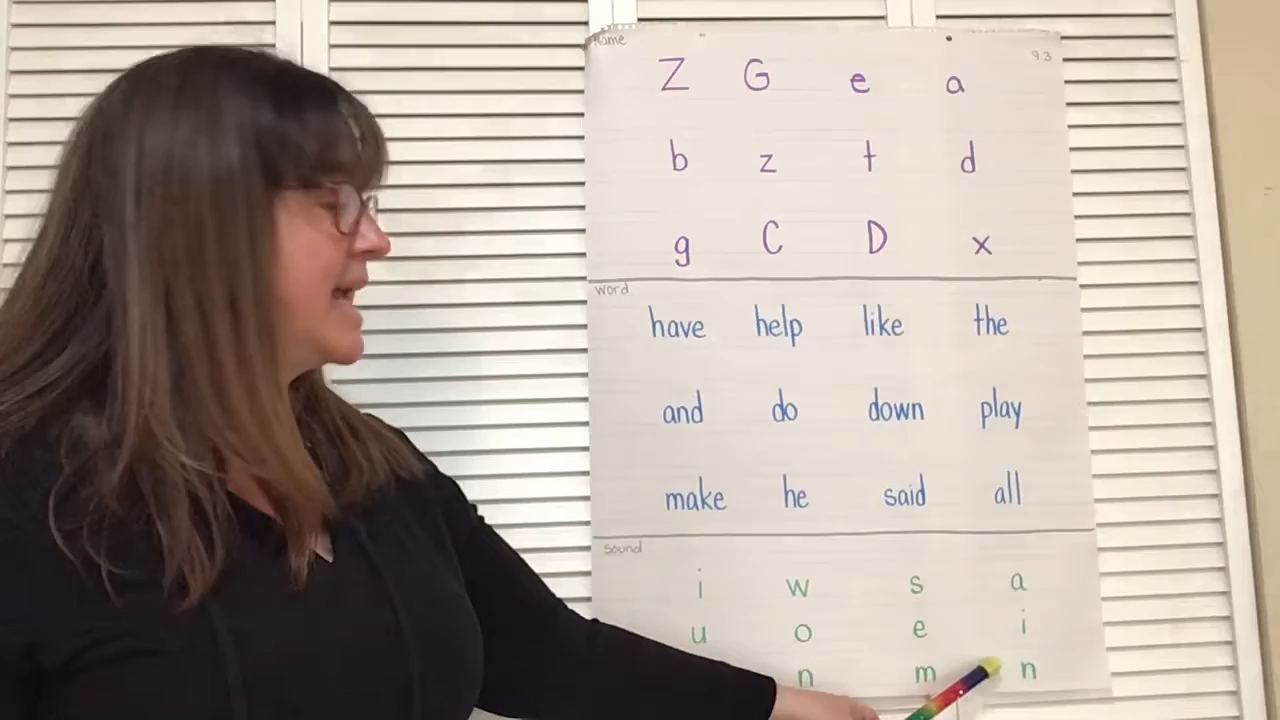 Name
93
Z G e a
b z t d
g C D x
word
have help like the
and do down play
make he said all
sound
i w s a
u o e i
n m n